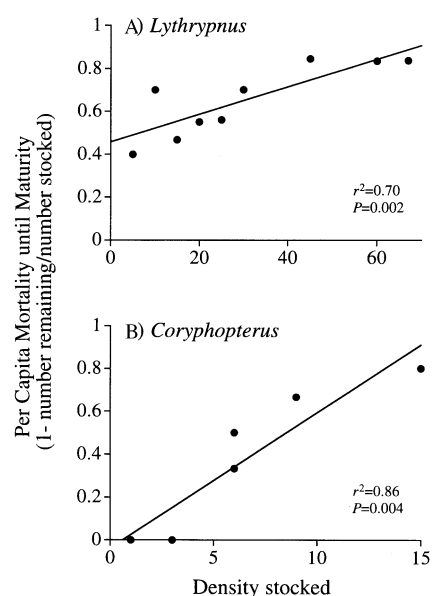 Per Capita Mortality until Maturity
(1- number remaining/number stocked)
A) Lythrypnus
1
0.8
0.6
0.4
0.2
0
0 20 40 60
r²=0.70
P=0.002
B) Coryphopterus
1
0.8
0.6
0.4
0.2
0
0 5 10 15
r²=0.86
P=0.004
Density stocked